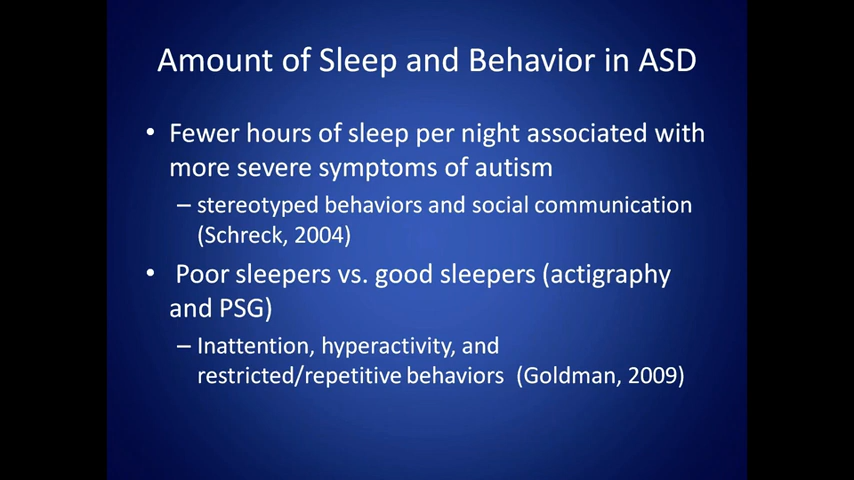 Amount of Sleep and Behavior in ASD
• Fewer hours of sleep per night associated with
more severe symptoms of autism
– stereotyped behaviors and social communication
(Schreck, 2004)
• Poor sleepers vs. good sleepers (actigraphy
and PSG)
– Inattention, hyperactivity, and
restricted/repetitive behaviors (Goldman, 2009)